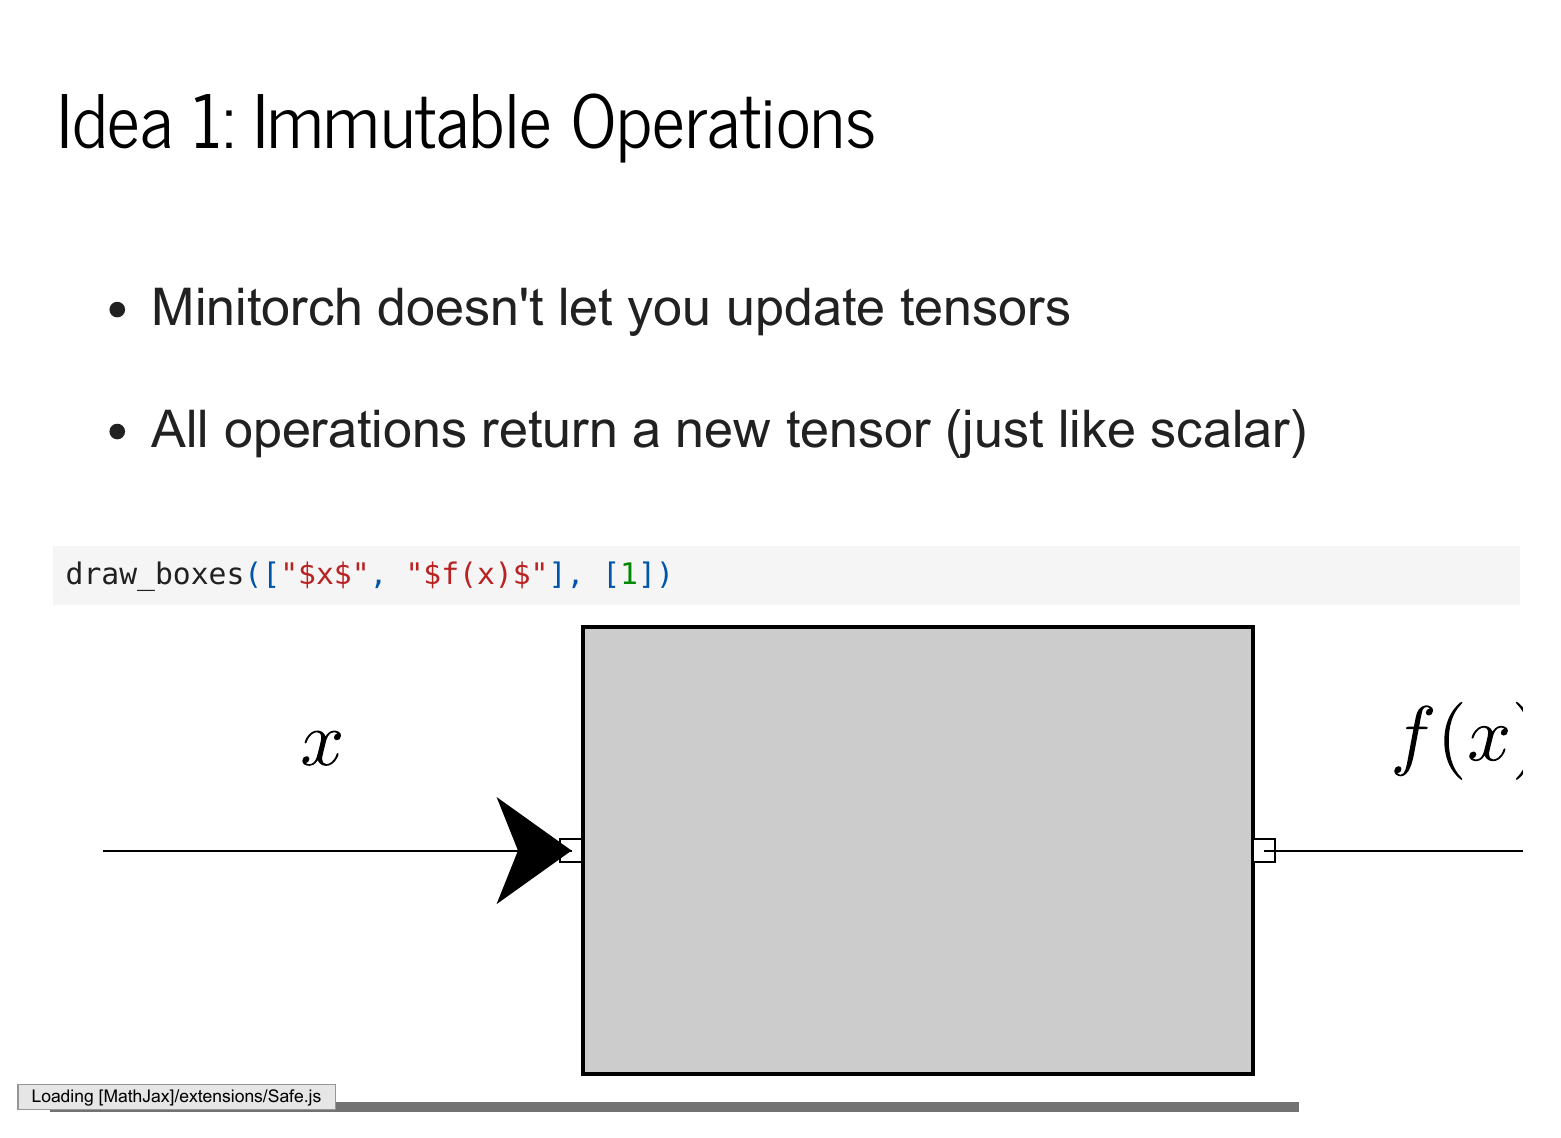 Idea 1: Immutable Operations
Minitorch doesn't let you update tensors
All operations return a new tensor (just like scalar)
draw_boxes(["$x$", "$f(x)$"], [1])
x
f(x)
Loading [MathJax]/extensions/Safe.js